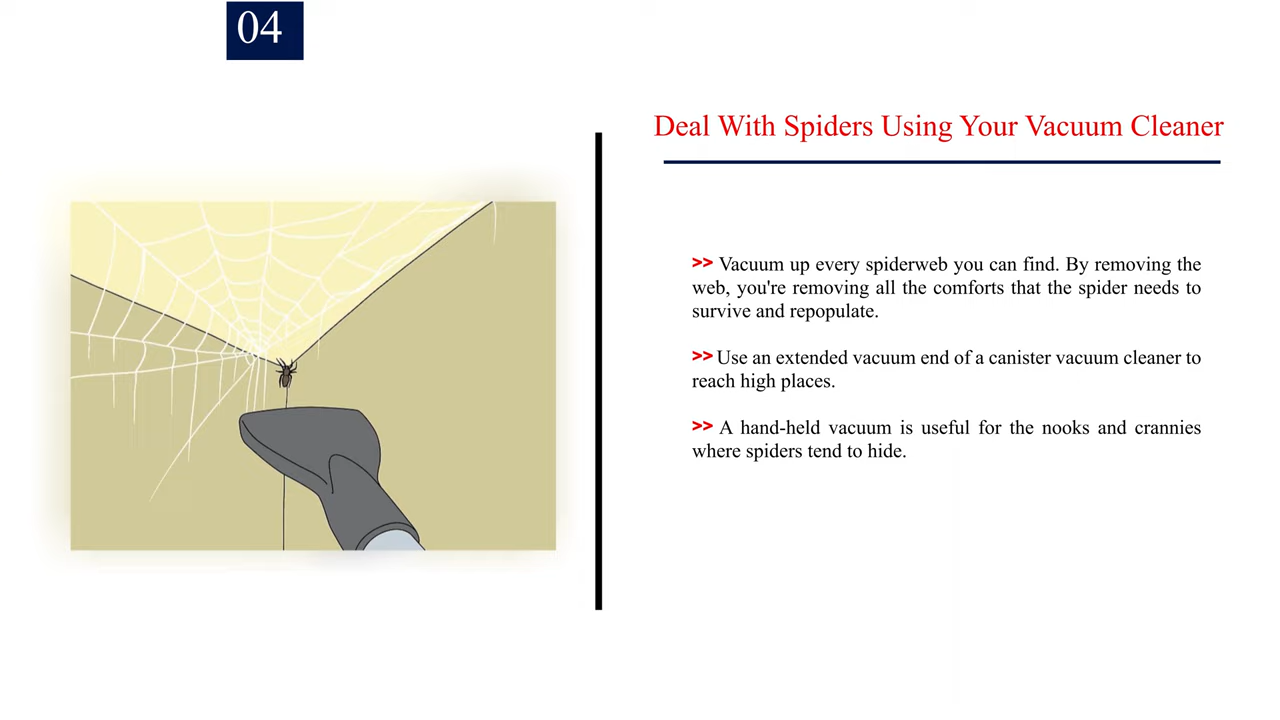 04
Deal With Spiders Using Your Vacuum Cleaner
>> Vacuum up every spiderweb you can find. By removing the
web, you're removing all the comforts that the spider needs to
survive and repopulate.
>> Use an extended vacuum end of a canister vacuum cleaner to
reach high places.
>> A hand-held vacuum is useful for the nooks and crannies
where spiders tend to hide.